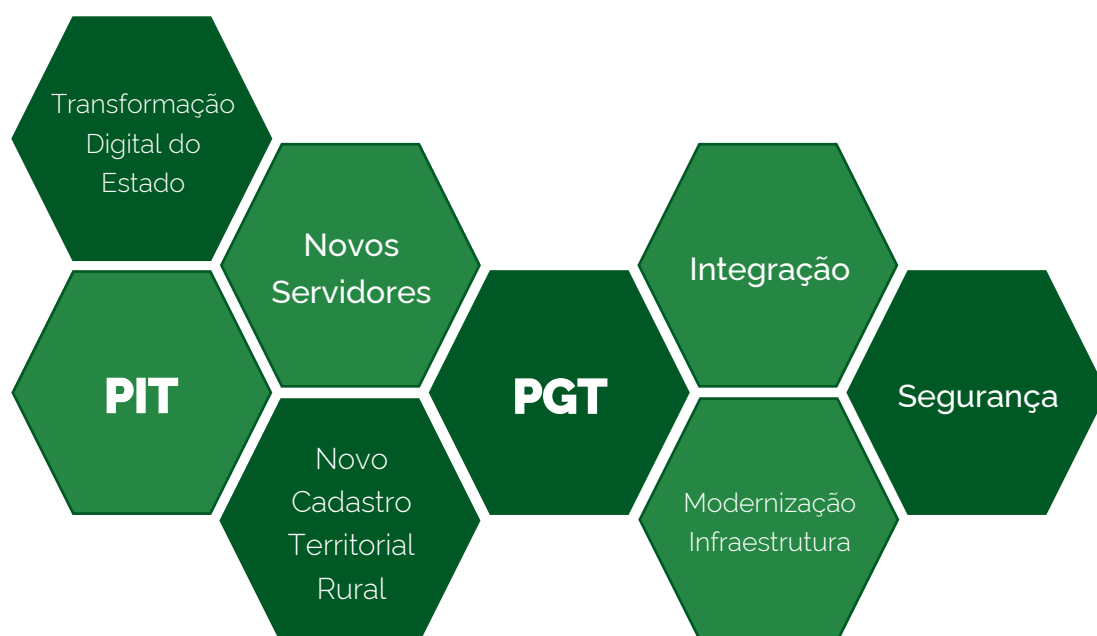 Transformação
Digital do
Estado
Novos
Servidores
Integração
PIT
PGT
Segurança
Novo
Cadastro
Territorial
Rural
Modernização
Infraestrutura